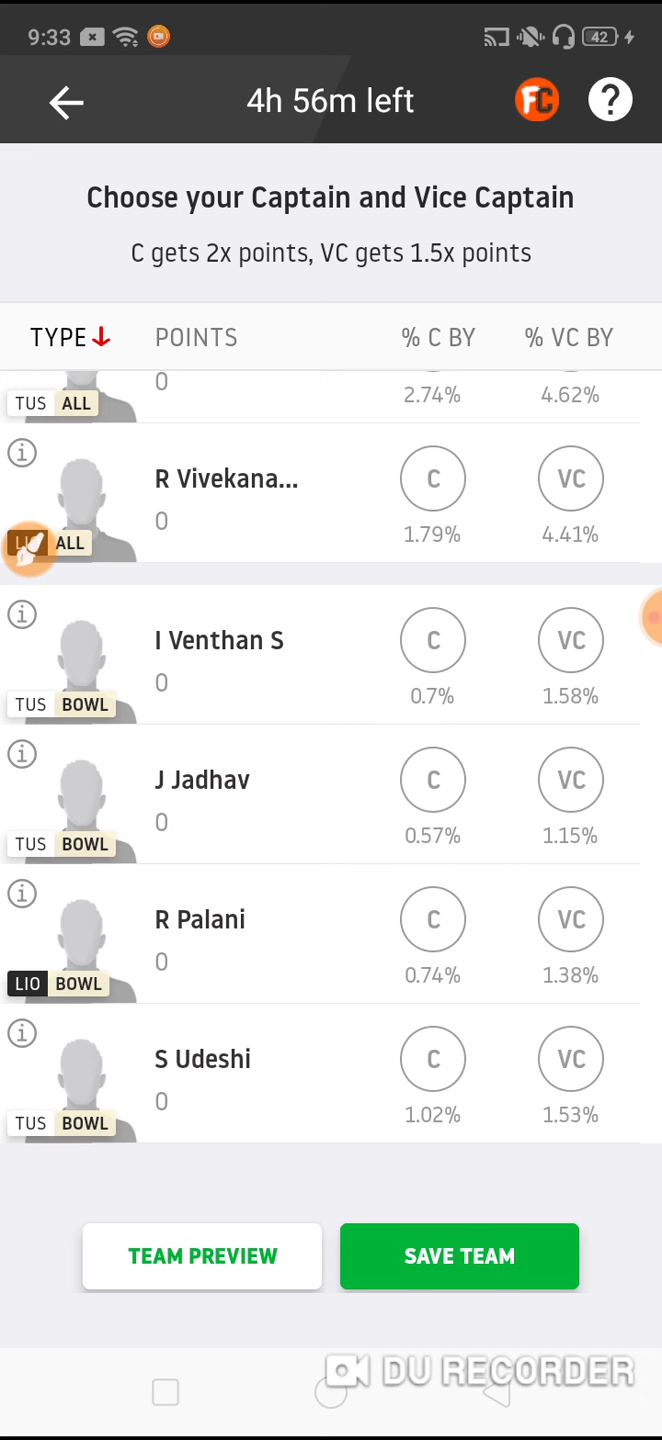 9:33
42
4h 56m left
FC
?
Choose your Captain and Vice Captain
C gets 2x points, VC gets 1.5x points
TYPE POINTS % C BY % VC BY
0
2.74% 4.62%
TUS ALL
R Vivekana...
C VC
0
1.79% 4.41%
ALL
I Venthan S
C VC
0
0.7% 1.58%
TUS BOWL
J Jadhav
C VC
0
0.57% 1.15%
TUS BOWL
R Palani
C VC
0
0.74% 1.38%
LIO BOWL
S Udeshi
C VC
0
1.02% 1.53%
TUS BOWL
TEAM PREVIEW SAVE TEAM
DU RECORDER